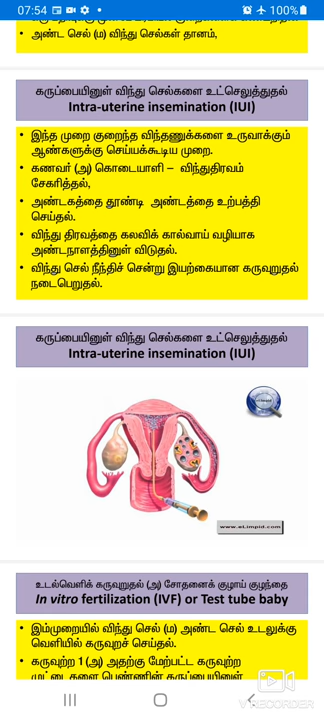 07:54
100%
• அண்ட செல் (ம) விந்து செல்கள் தானம்,
கருப்பையினுள் விந்து செல்களை உட்செலுத்துதல்
Intra-uterine insemination (IUI)
• இந்த முறை குறைந்த விந்தணுக்களை உருவாக்கும்
ஆண்களுக்கு செய்யக்கூடிய முறை.
• கணவர் (அ) கொடையாளி – விந்துதிரவம்
சேகரித்தல்,
• அண்டகத்தை தூண்டி அண்டத்தை உற்பத்தி
செய்தல்.
• விந்து திரவத்தை கலவிக் கால்வாய் வழியாக
அண்டநாளத்தினுள் விடுதல்.
• விந்து செல் நீந்திச் சென்று இயற்கையான கருவுறுதல்
நடைபெறுதல்.
கருப்பையினுள் விந்து செல்களை உட்செலுத்துதல்
Intra-uterine insemination (IUI)
eLimpid
www.eLimpid.com
உடல்வெளிக் கருவுறுதல் (அ) சோதனைக் குழாய் குழந்தை
In vitro fertilization (IVF) or Test tube baby
• இம்முறையில் விந்து செல் (ம) அண்ட செல் உடலுக்கு
வெளியில் கருவுறச் செய்தல்.
• கருவுற்ற 1 (அ) அதற்கு மேற்பட்ட கருவுற்ற
முட்டைகளை பெண்ணின் கருப்பையினுள்
RECORDER